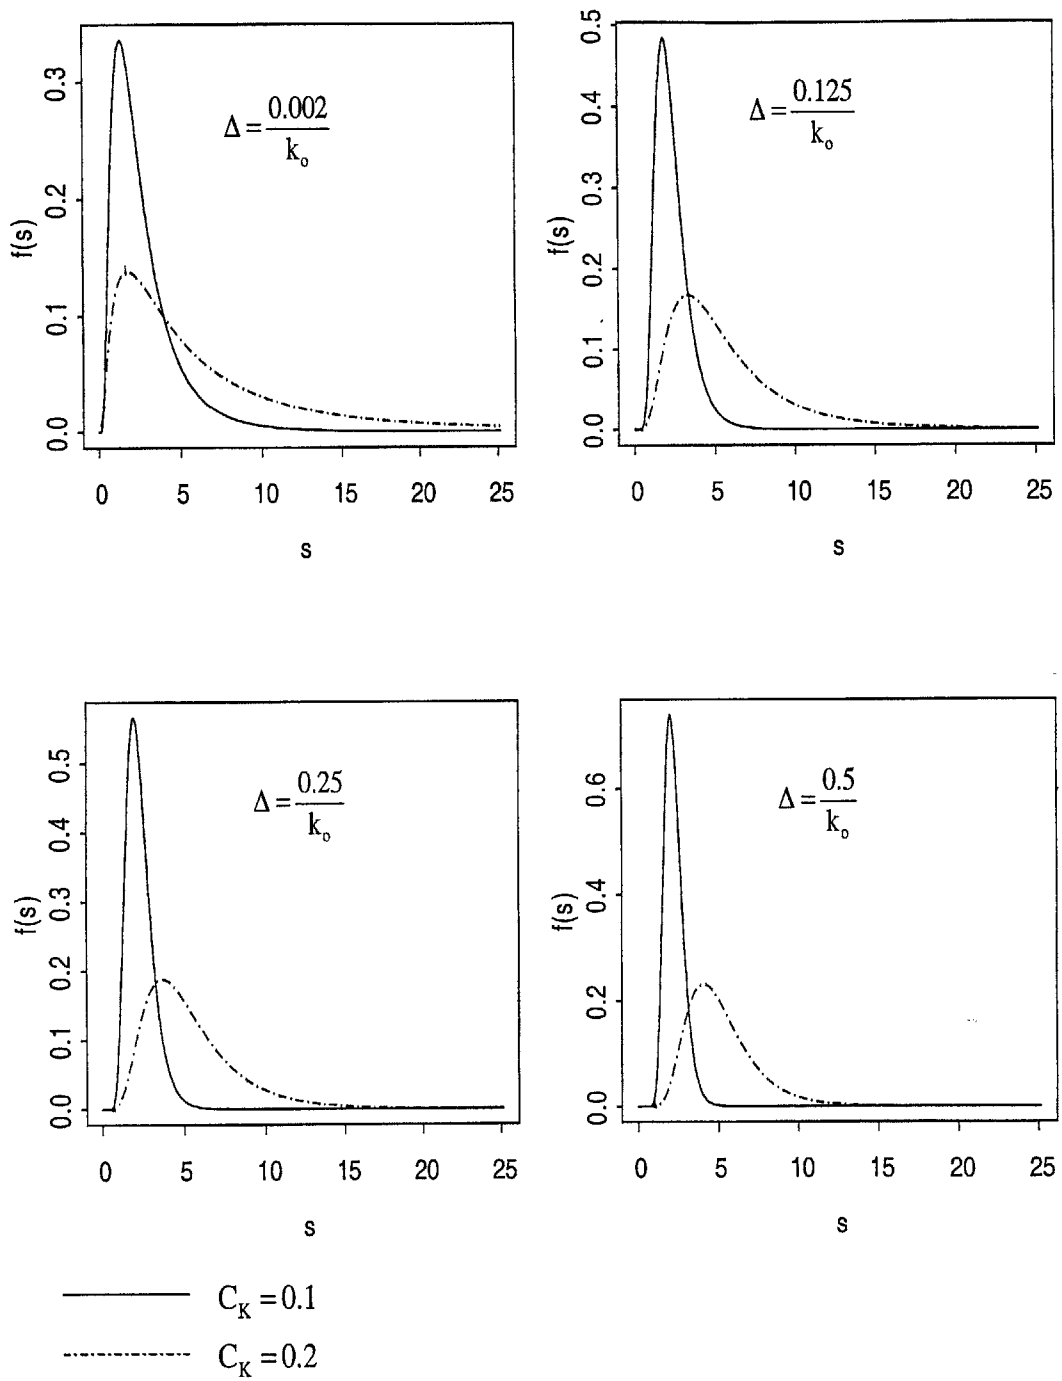 f(s)
0.0 0.1 0.2 0.3
Δ = 0.002 / k₀
0 5 10 15 20 25
s
f(s)
0.0 0.1 0.2 0.3 0.4 0.5
Δ = 0.125 / k₀
0 5 10 15 20 25
s
f(s)
0.0 0.1 0.2 0.3 0.4 0.5
Δ = 0.25 / k₀
0 5 10 15 20 25
s
f(s)
0.0 0.2 0.4 0.6
Δ = 0.5 / k₀
0 5 10 15 20 25
s
C_K = 0.1
C_K = 0.2